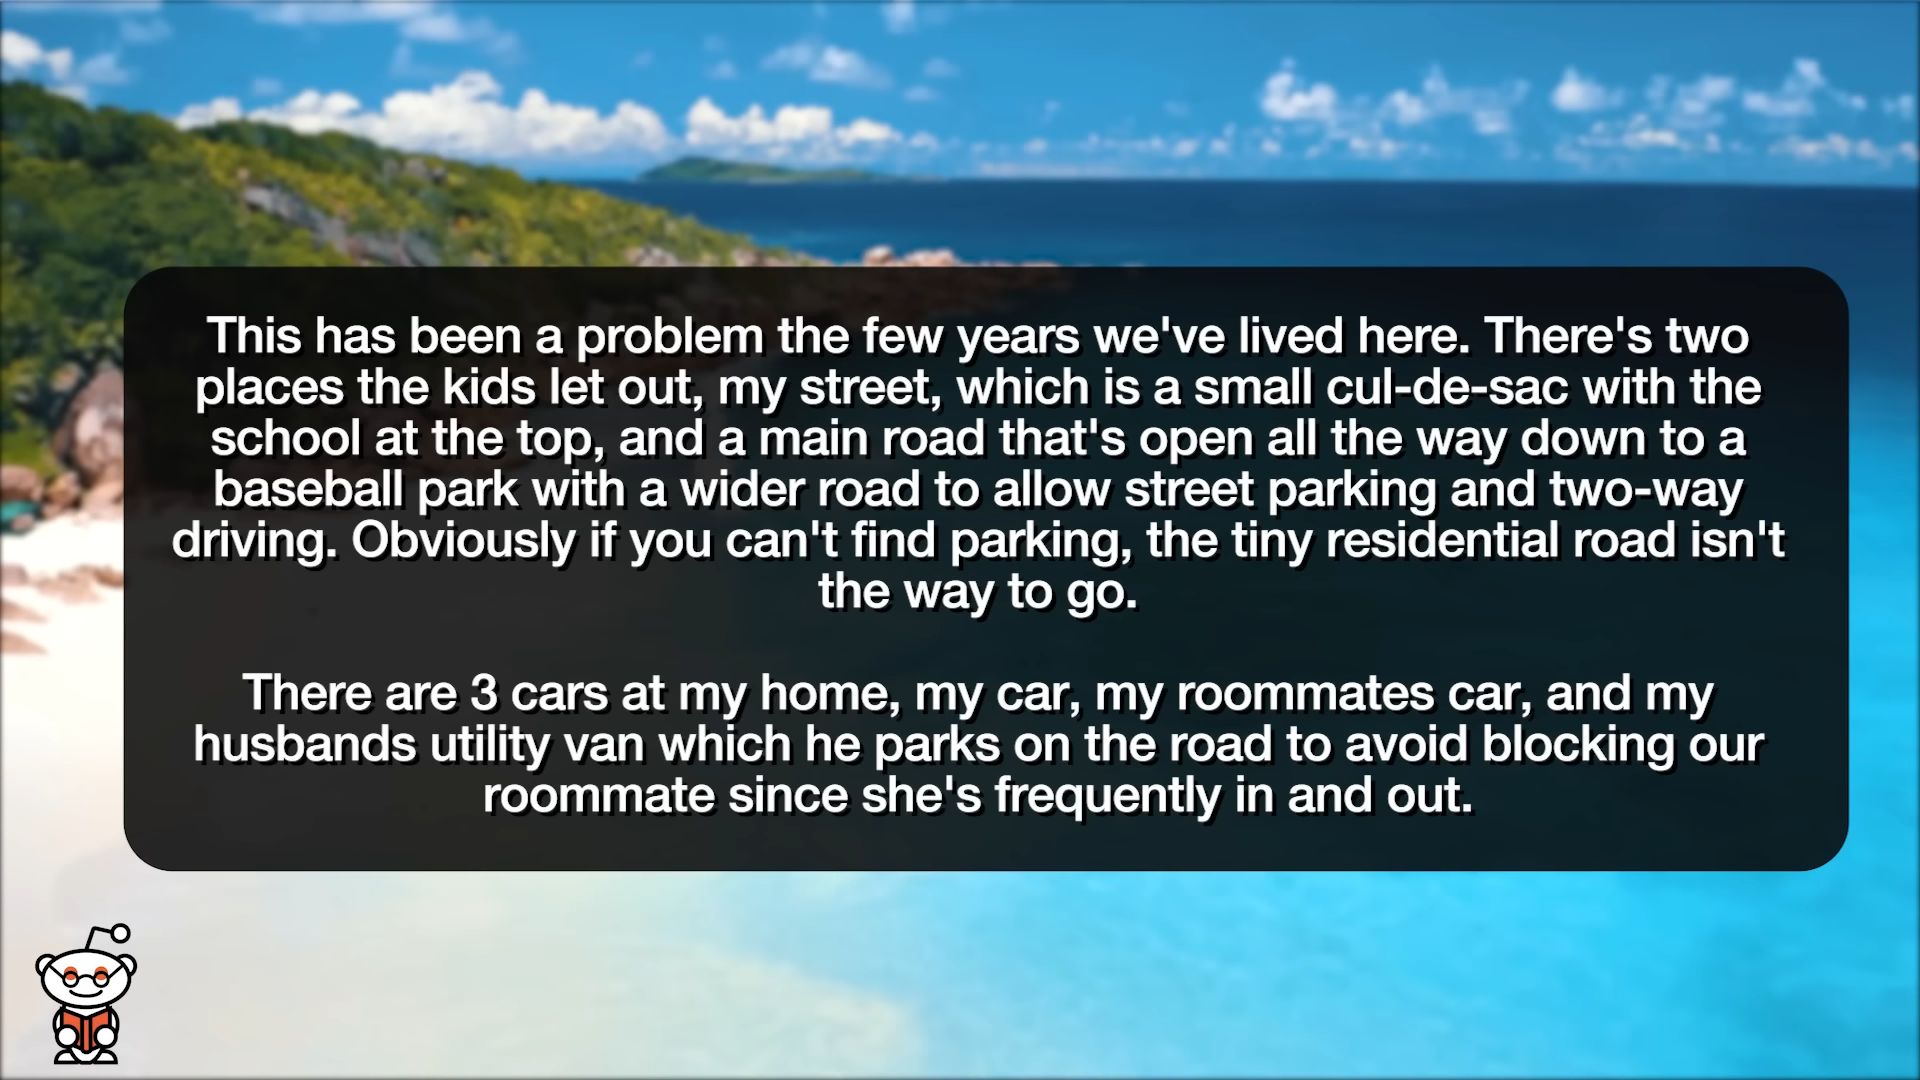 This has been a problem the few years we've lived here. There's two
places the kids let out, my street, which is a small cul-de-sac with the
school at the top, and a main road that's open all the way down to a
baseball park with a wider road to allow street parking and two-way
driving. Obviously if you can't find parking, the tiny residential road isn't
the way to go.
There are 3 cars at my home, my car, my roommates car, and my
husbands utility van which he parks on the road to avoid blocking our
roommate since she's frequently in and out.